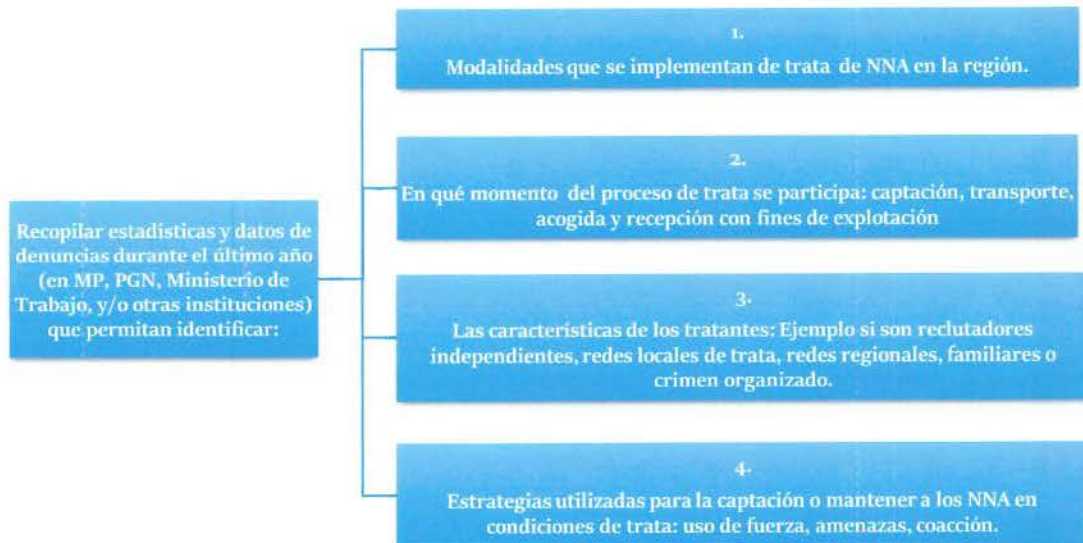 Recopilar estadísticas y datos de
denuncias durante el último año
(en MP, PGN, Ministerio de
Trabajo, y/o otras instituciones)
que permitan identificar:
1.
Modalidades que se implementan de trata de NNA en la región.
2.
En qué momento del proceso de trata se participa: captación, transporte,
acogida y recepción con fines de explotación
3.
Las características de los tratantes: Ejemplo si son reclutadores
independientes, redes locales de trata, redes regionales, familiares o
crimen organizado.
4.
Estrategias utilizadas para la captación o mantener a los NNA en
condiciones de trata: uso de fuerza, amenazas, coacción.